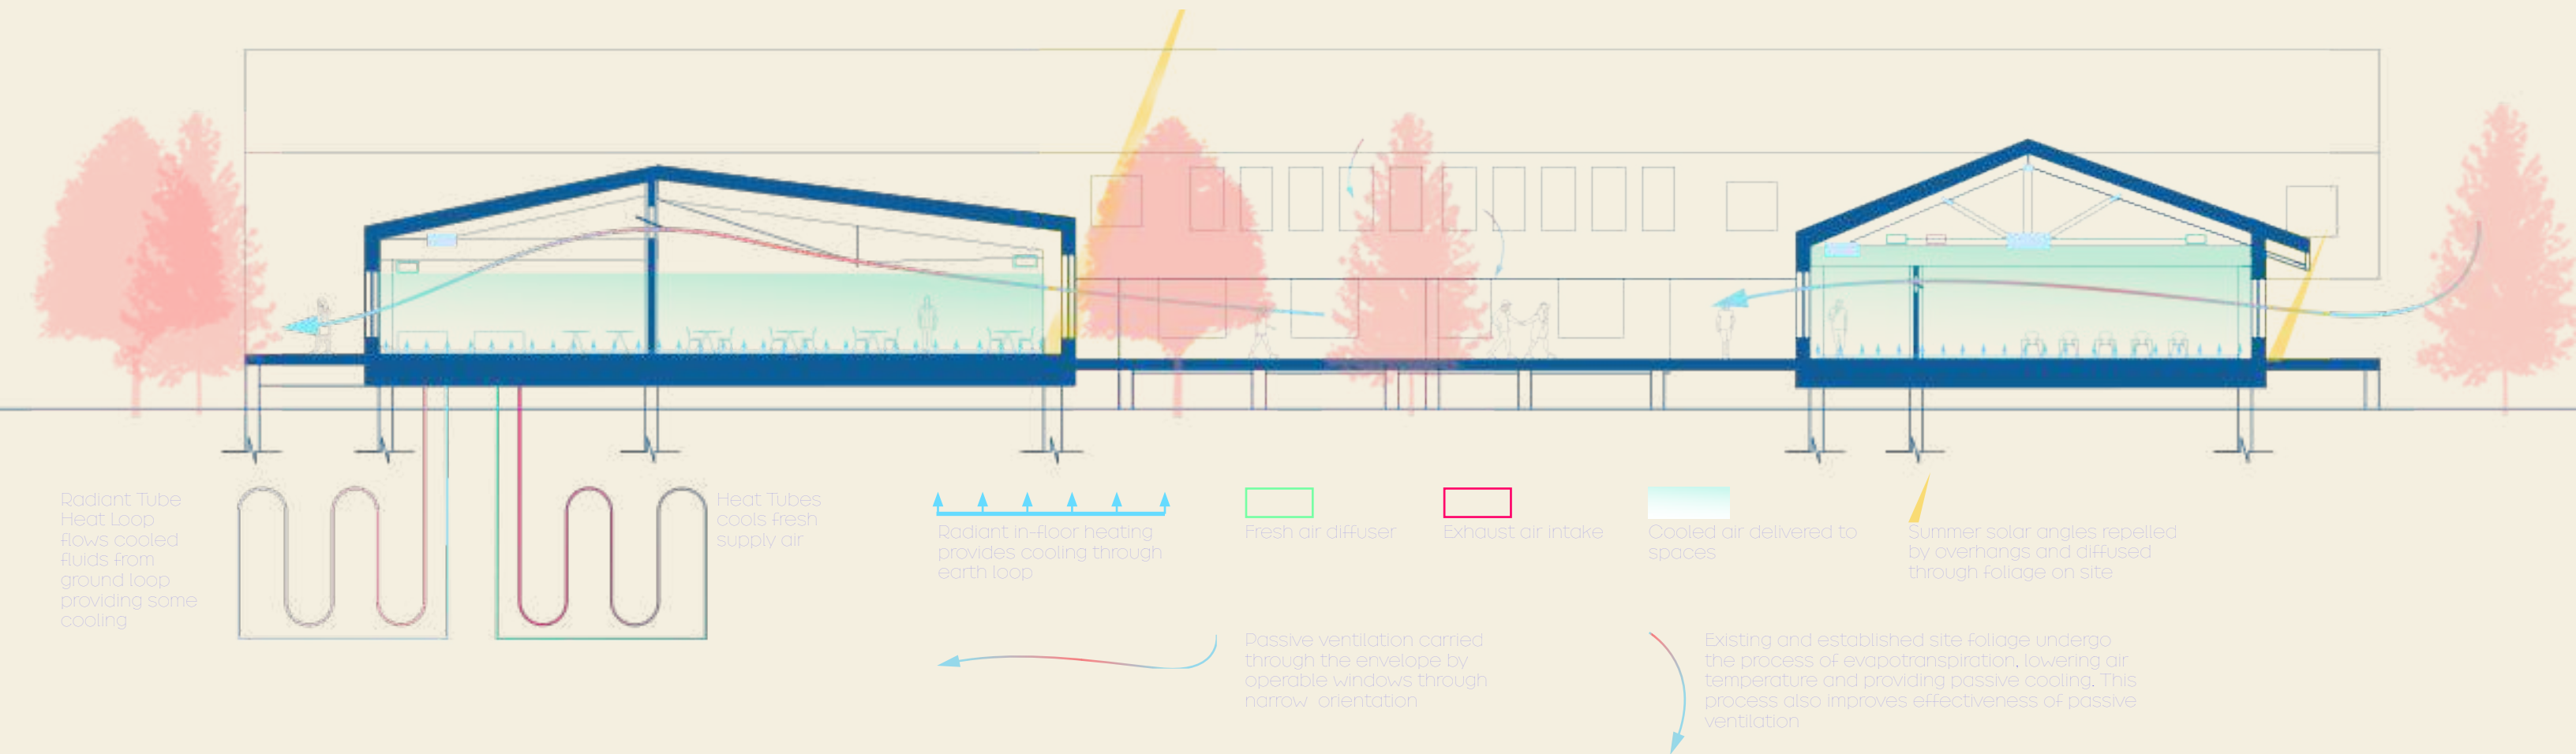 Radiant Tube
Heat Loop
flows cooled
fluids from
ground loop
providing some
cooling
Heat Tubes
cools fresh
supply air
Radiant in-floor heating
provides cooling through
earth loop
Fresh air diffuser
Exhaust air intake
Cooled air delivered to
spaces
Summer solar angles repelled
by overhangs and diffused
through foliage on site
Passive ventilation carried
through the envelope by
operable windows through
narrow orientation
Existing and established site foliage undergo
the process of evapotranspiration, lowering air
temperature and providing passive cooling. This
process also improves effectiveness of passive
ventilation